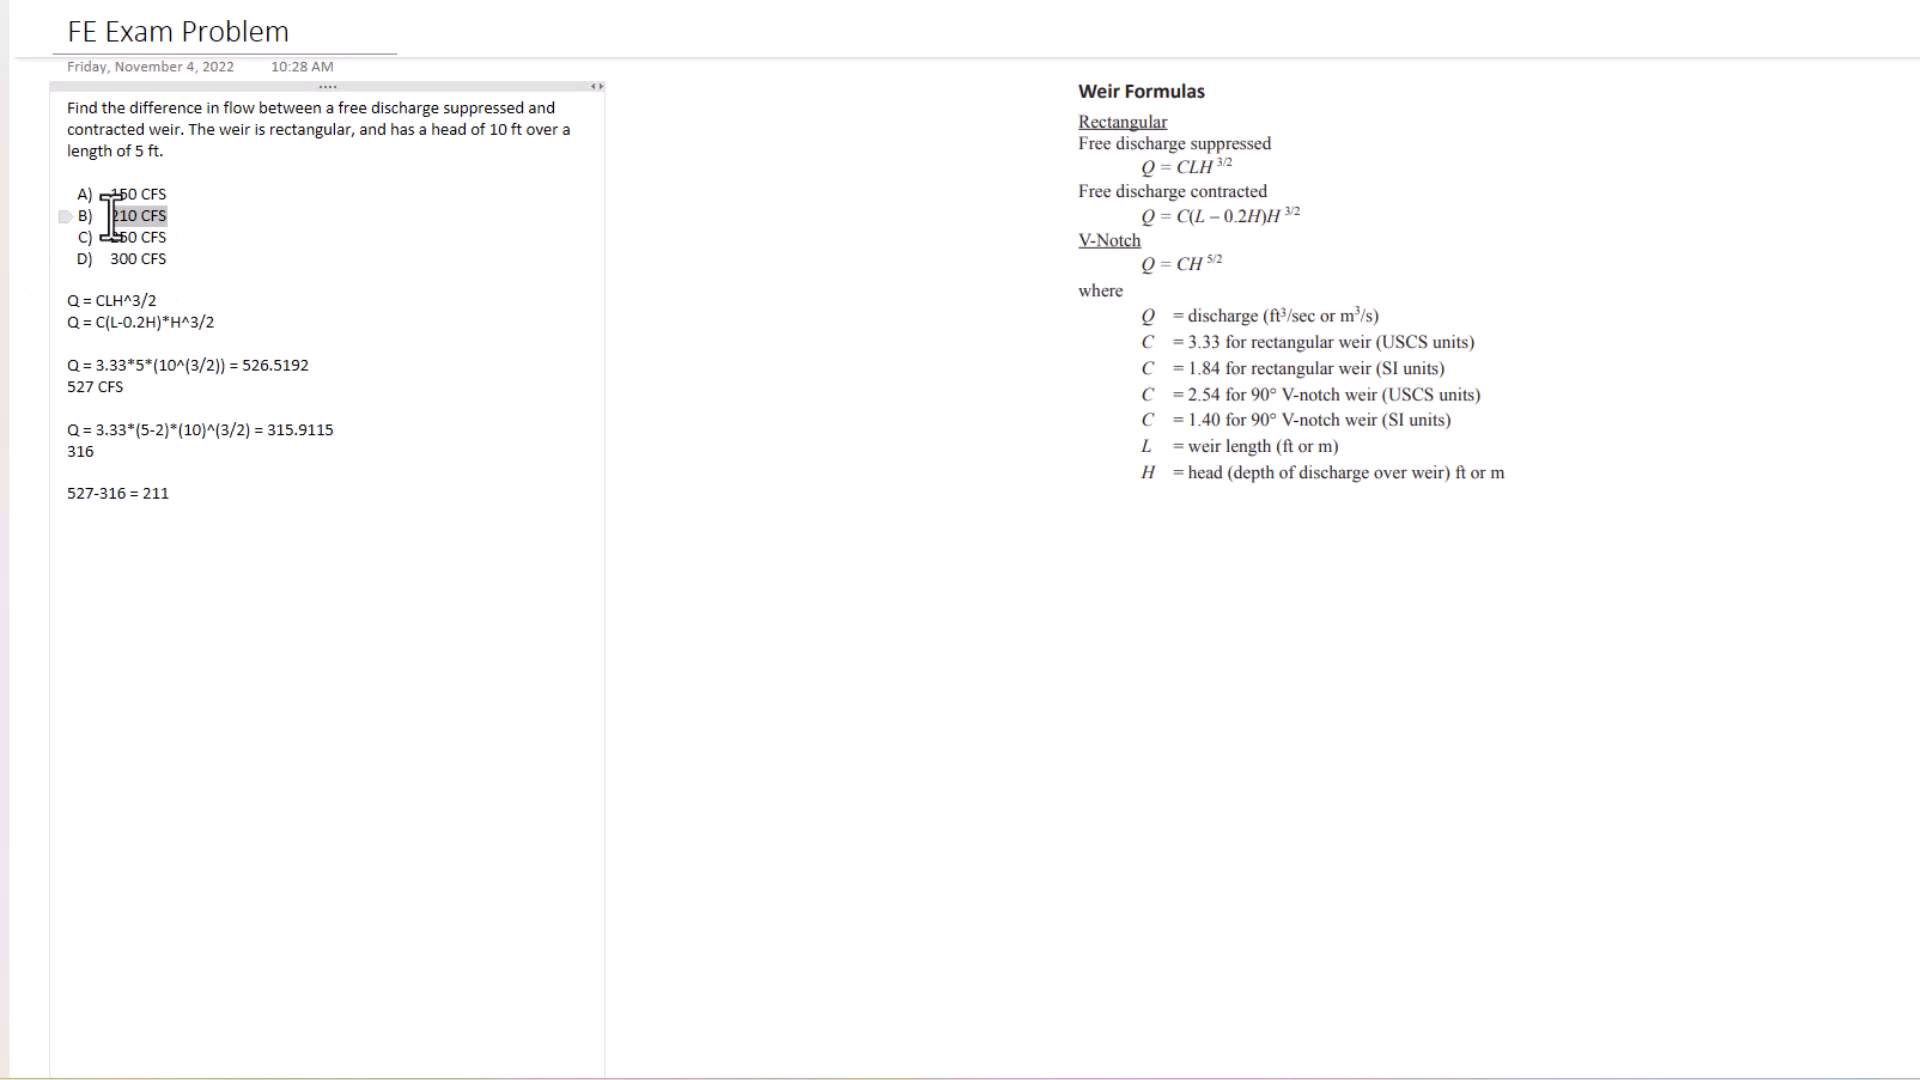 FE Exam Problem
Friday, November 4, 2022 10:28 AM
Find the difference in flow between a free discharge suppressed and
contracted weir. The weir is rectangular, and has a head of 10 ft over a
length of 5 ft.
A) 150 CFS
B) 210 CFS
C) 250 CFS
D) 300 CFS
Q = CLH^3/2
Q = C(L-0.2H)*H^3/2
Q = 3.33*5*(10^(3/2)) = 526.5192
527 CFS
Q = 3.33*(5-2)*(10)^(3/2) = 315.9115
316
527-316 = 211
Weir Formulas
Rectangular
Free discharge suppressed
Q = CLH 3/2
Free discharge contracted
Q = C(L – 0.2H)H 3/2
V-Notch
Q = CH 5/2
where
Q = discharge (ft³/sec or m³/s)
C = 3.33 for rectangular weir (USCS units)
C = 1.84 for rectangular weir (SI units)
C = 2.54 for 90° V-notch weir (USCS units)
C = 1.40 for 90° V-notch weir (SI units)
L = weir length (ft or m)
H = head (depth of discharge over weir) ft or m